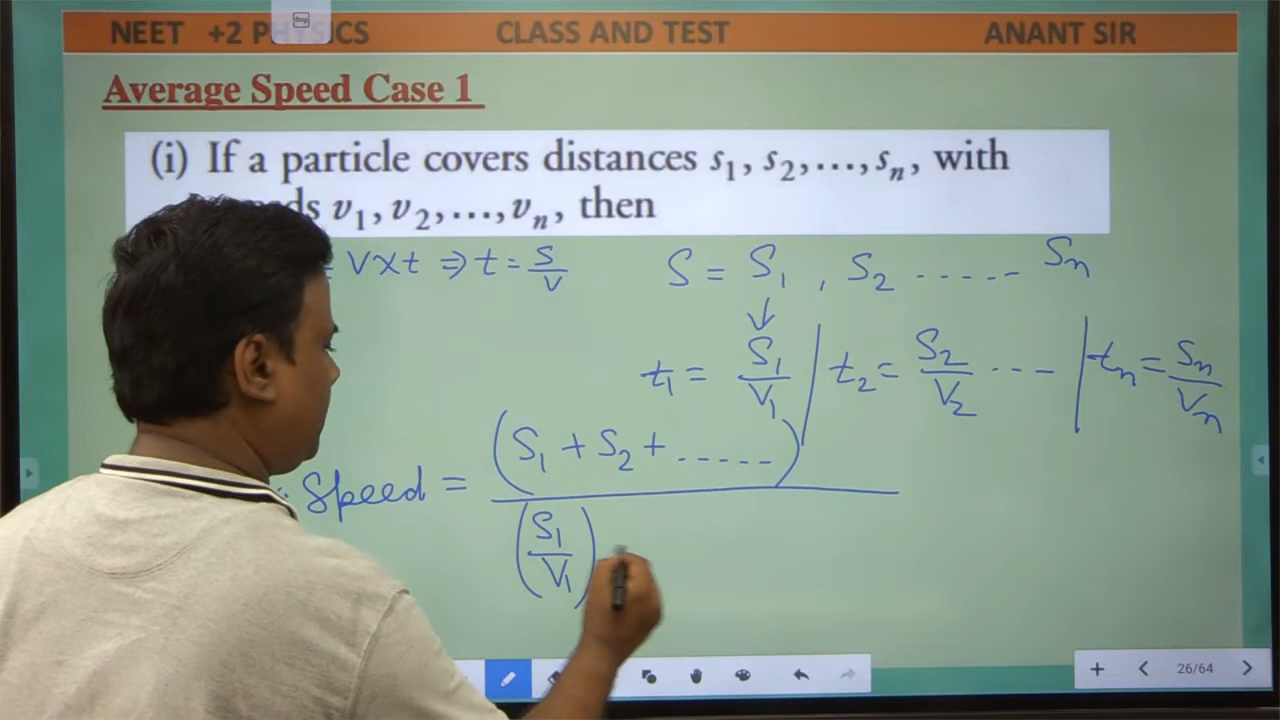 NEET +2 PHYSICS CLASS AND TEST ANANT SIR
Average Speed Case 1
(i) If a particle covers distances s₁, s₂,..., sₙ, with
v₁, v₂,..., vₙ, then
= V×t ⇒ t = S/V
S = S₁ , S₂ ------ Sₙ
↓
t₁ = S₁/V₁ | t₂ = S₂/V₂ --- | tₙ = Sₙ/Vₙ
Speed = (S₁ + S₂ + ......)
(S₁/V₁)
26/64